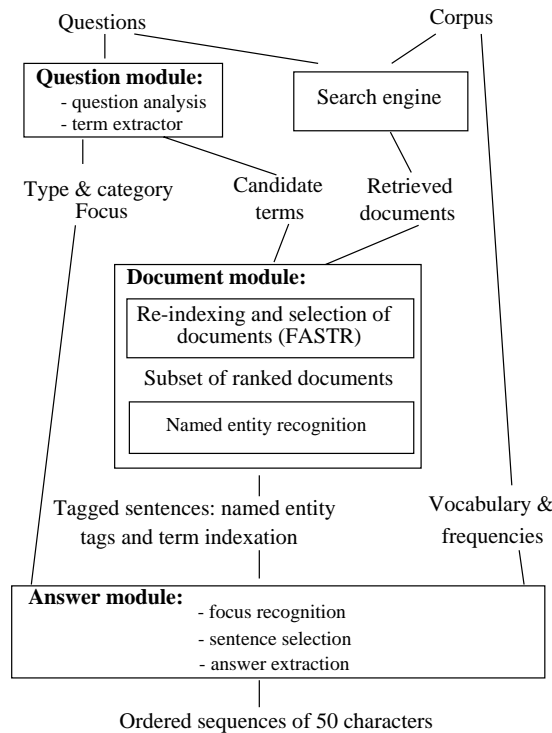 Questions
Corpus
Question module:
- question analysis
- term extractor
Search engine
Type & category
Focus
Candidate
terms
Retrieved
documents
Document module:
Re-indexing and selection of
documents (FASTR)
Subset of ranked documents
Named entity recognition
Tagged sentences: named entity
tags and term indexation
Vocabulary &
frequencies
Answer module:
- focus recognition
- sentence selection
- answer extraction
Ordered sequences of 50 characters